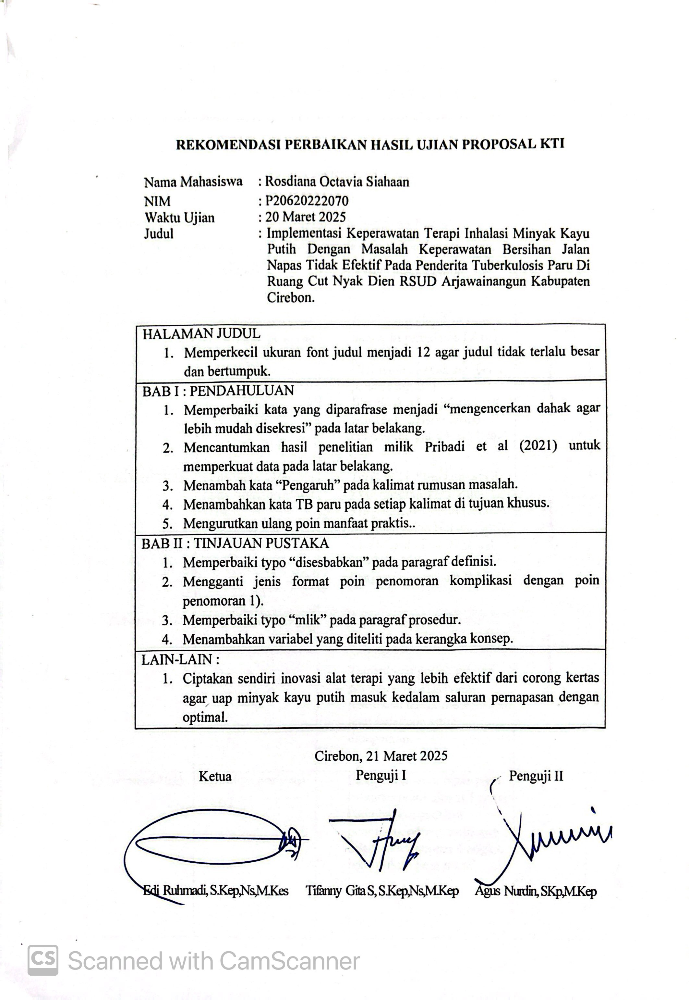 REKOMENDASI PERBAIKAN HASIL UJIAN PROPOSAL KTI
Nama Mahasiswa : Rosdiana Octavia Siahaan
NIM : P20620222070
Waktu Ujian : 20 Maret 2025
Judul : Implementasi Keperawatan Terapi Inhalasi Minyak Kayu
Putih Dengan Masalah Keperawatan Bersihan Jalan
Napas Tidak Efektif Pada Penderita Tuberkulosis Paru Di
Ruang Cut Nyak Dien RSUD Arjawainangun Kabupaten
Cirebon.
HALAMAN JUDUL
1. Memperkecil ukuran font judul menjadi 12 agar judul tidak terlalu besar
dan bertumpuk.
BAB I : PENDAHULUAN
1. Memperbaiki kata yang diparafrase menjadi “mengencerkan dahak agar
lebih mudah disekresi” pada latar belakang.
2. Mencantumkan hasil penelitian milik Pribadi et al (2021) untuk
memperkuat data pada latar belakang.
3. Menambah kata “Pengaruh” pada kalimat rumusan masalah.
4. Menambahkan kata TB paru pada setiap kalimat di tujuan khusus.
5. Mengurutkan ulang poin manfaat praktis..
BAB II : TINJAUAN PUSTAKA
1. Memperbaiki typo “disesbabkan” pada paragraf definisi.
2. Mengganti jenis format poin penomoran komplikasi dengan poin
penomoran 1).
3. Memperbaiki typo “mlik” pada paragraf prosedur.
4. Menambahkan variabel yang diteliti pada kerangka konsep.
LAIN-LAIN :
1. Ciptakan sendiri inovasi alat terapi yang lebih efektif dari corong kertas
agar uap minyak kayu putih masuk kedalam saluran pernapasan dengan
optimal.
Cirebon, 21 Maret 2025
Ketua Penguji I Penguji II
Edi Ruhmadi, S.Kep,Ns,M.Kes Tifanny Gita S, S.Kep,Ns,M.Kep Agus Nurdin, SKp,M.Kep
CS Scanned with CamScanner